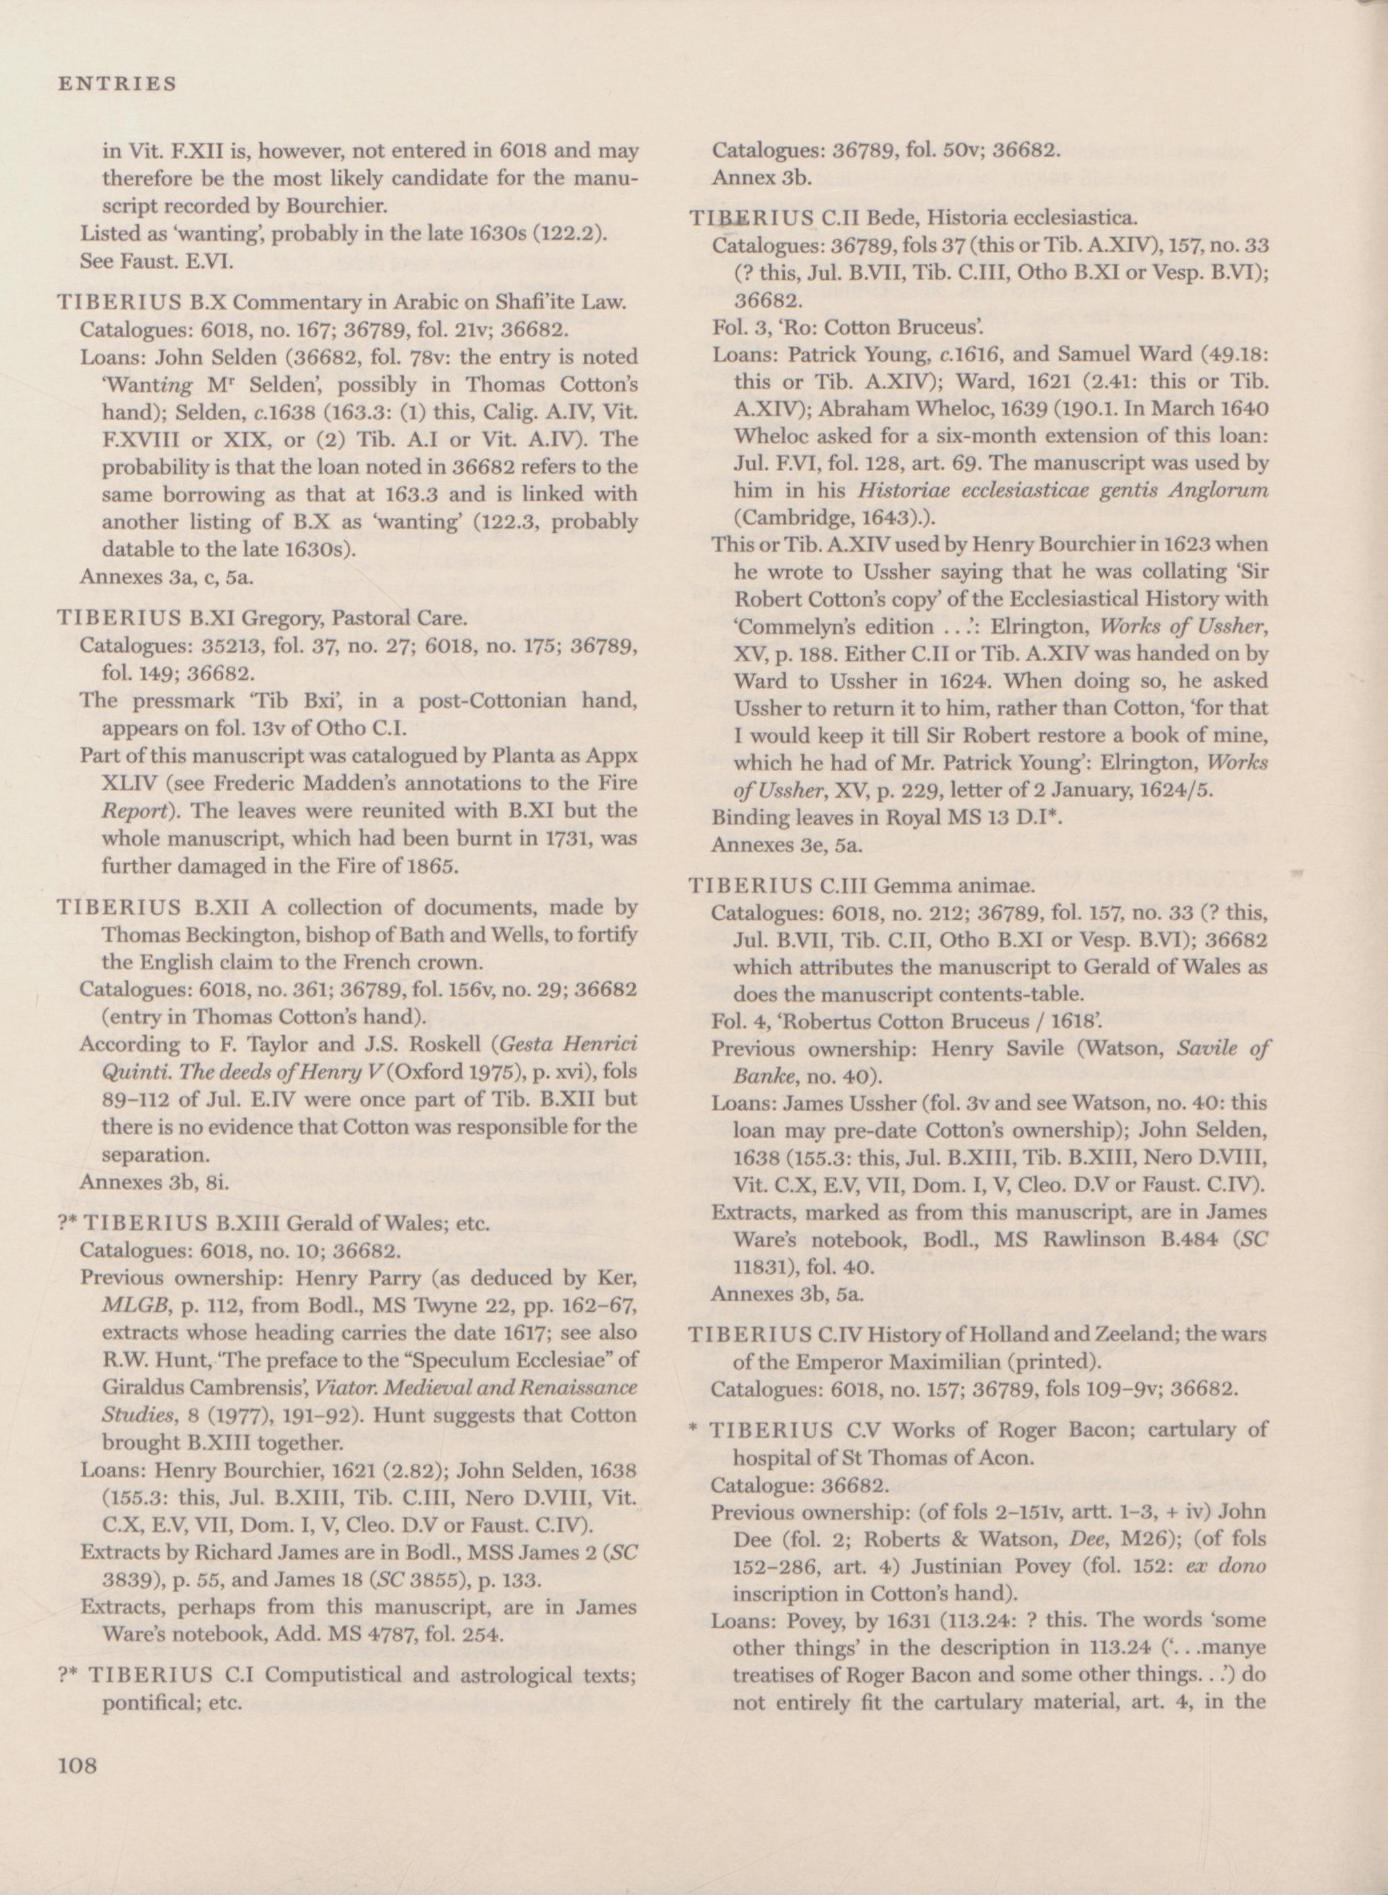 ENTRIES
in Vit. F.XII is, however, not entered in 6018 and may
therefore be the most likely candidate for the manu-
script recorded by Bourchier.
Listed as ‘wanting’, probably in the late 1630s (122.2).
See Faust. E.VI.
TIBERIUS B.X Commentary in Arabic on Shafi’ite Law.
Catalogues: 6018, no. 167; 36789, fol. 21v; 36682.
Loans: John Selden (36682, fol. 78v: the entry is noted
‘Wanting Mʳ Selden’, possibly in Thomas Cotton’s
hand); Selden, c.1638 (163.3: (1) this, Calig. A.IV, Vit.
F.XVIII or XIX, or (2) Tib. A.I or Vit. A.IV). The
probability is that the loan noted in 36682 refers to the
same borrowing as that at 163.3 and is linked with
another listing of B.X as ‘wanting’ (122.3, probably
datable to the late 1630s).
Annexes 3a, c, 5a.
TIBERIUS B.XI Gregory, Pastoral Care.
Catalogues: 35213, fol. 37, no. 27; 6018, no. 175; 36789,
fol. 149; 36682.
The pressmark ‘Tib Bxi’, in a post-Cottonian hand,
appears on fol. 13v of Otho C.I.
Part of this manuscript was catalogued by Planta as Appx
XLIV (see Frederic Madden’s annotations to the Fire
Report). The leaves were reunited with B.XI but the
whole manuscript, which had been burnt in 1731, was
further damaged in the Fire of 1865.
TIBERIUS B.XII A collection of documents, made by
Thomas Beckington, bishop of Bath and Wells, to fortify
the English claim to the French crown.
Catalogues: 6018, no. 361; 36789, fol. 156v, no. 29; 36682
(entry in Thomas Cotton’s hand).
According to F. Taylor and J.S. Roskell (Gesta Henrici
Quinti. The deeds of Henry V (Oxford 1975), p. xvi), fols
89–112 of Jul. E.IV were once part of Tib. B.XII but
there is no evidence that Cotton was responsible for the
separation.
Annexes 3b, 8i.
?* TIBERIUS B.XIII Gerald of Wales; etc.
Catalogues: 6018, no. 10; 36682.
Previous ownership: Henry Parry (as deduced by Ker,
MLGB, p. 112, from Bodl., MS Twyne 22, pp. 162–67,
extracts whose heading carries the date 1617; see also
R.W. Hunt, ‘The preface to the “Speculum Ecclesiae” of
Giraldus Cambrensis’, Viator. Medieval and Renaissance
Studies, 8 (1977), 191–92). Hunt suggests that Cotton
brought B.XIII together.
Loans: Henry Bourchier, 1621 (2.82); John Selden, 1638
(155.3: this, Jul. B.XIII, Tib. C.III, Nero D.VIII, Vit.
C.X, E.V, VII, Dom. I, V, Cleo. D.V or Faust. C.IV).
Extracts by Richard James are in Bodl., MSS James 2 (SC
3839), p. 55, and James 18 (SC 3855), p. 133.
Extracts, perhaps from this manuscript, are in James
Ware’s notebook, Add. MS 4787, fol. 254.
?* TIBERIUS C.I Computistical and astrological texts;
pontifical; etc.
108
Catalogues: 36789, fol. 50v; 36682.
Annex 3b.
TIBERIUS C.II Bede, Historia ecclesiastica.
Catalogues: 36789, fols 37 (this or Tib. A.XIV), 157, no. 33
(? this, Jul. B.VII, Tib. C.III, Otho B.XI or Vesp. B.VI);
36682.
Fol. 3, ‘Ro: Cotton Bruceus’.
Loans: Patrick Young, c.1616, and Samuel Ward (49.18:
this or Tib. A.XIV); Ward, 1621 (2.41: this or Tib.
A.XIV); Abraham Wheloc, 1639 (190.1. In March 1640
Wheloc asked for a six-month extension of this loan:
Jul. F.VI, fol. 128, art. 69. The manuscript was used by
him in his Historiae ecclesiasticae gentis Anglorum
(Cambridge, 1643).).
This or Tib. A.XIV used by Henry Bourchier in 1623 when
he wrote to Ussher saying that he was collating ‘Sir
Robert Cotton’s copy’ of the Ecclesiastical History with
‘Commelyn’s edition . . .’: Elrington, Works of Ussher,
XV, p. 188. Either C.II or Tib. A.XIV was handed on by
Ward to Ussher in 1624. When doing so, he asked
Ussher to return it to him, rather than Cotton, ‘for that
I would keep it till Sir Robert restore a book of mine,
which he had of Mr. Patrick Young’: Elrington, Works
of Ussher, XV, p. 229, letter of 2 January, 1624/5.
Binding leaves in Royal MS 13 D.I*.
Annexes 3e, 5a.
TIBERIUS C.III Gemma animae.
Catalogues: 6018, no. 212; 36789, fol. 157, no. 33 (? this,
Jul. B.VII, Tib. C.II, Otho B.XI or Vesp. B.VI); 36682
which attributes the manuscript to Gerald of Wales as
does the manuscript contents-table.
Fol. 4, ‘Robertus Cotton Bruceus / 1618’.
Previous ownership: Henry Savile (Watson, Savile of
Banke, no. 40).
Loans: James Ussher (fol. 3v and see Watson, no. 40: this
loan may pre-date Cotton’s ownership); John Selden,
1638 (155.3: this, Jul. B.XIII, Tib. B.XIII, Nero D.VIII,
Vit. C.X, E.V, VII, Dom. I, V, Cleo. D.V or Faust. C.IV).
Extracts, marked as from this manuscript, are in James
Ware’s notebook, Bodl., MS Rawlinson B.484 (SC
11831), fol. 40.
Annexes 3b, 5a.
TIBERIUS C.IV History of Holland and Zeeland; the wars
of the Emperor Maximilian (printed).
Catalogues: 6018, no. 157; 36789, fols 109–9v; 36682.
* TIBERIUS C.V Works of Roger Bacon; cartulary of
hospital of St Thomas of Acon.
Catalogue: 36682.
Previous ownership: (of fols 2–151v, artt. 1–3, + iv) John
Dee (fol. 2; Roberts & Watson, Dee, M26); (of fols
152–286, art. 4) Justinian Povey (fol. 152: ex dono
inscription in Cotton’s hand).
Loans: Povey, by 1631 (113.24: ? this. The words ‘some
other things’ in the description in 113.24 (‘. . .manye
treatises of Roger Bacon and some other things. . .’) do
not entirely fit the cartulary material, art. 4, in the